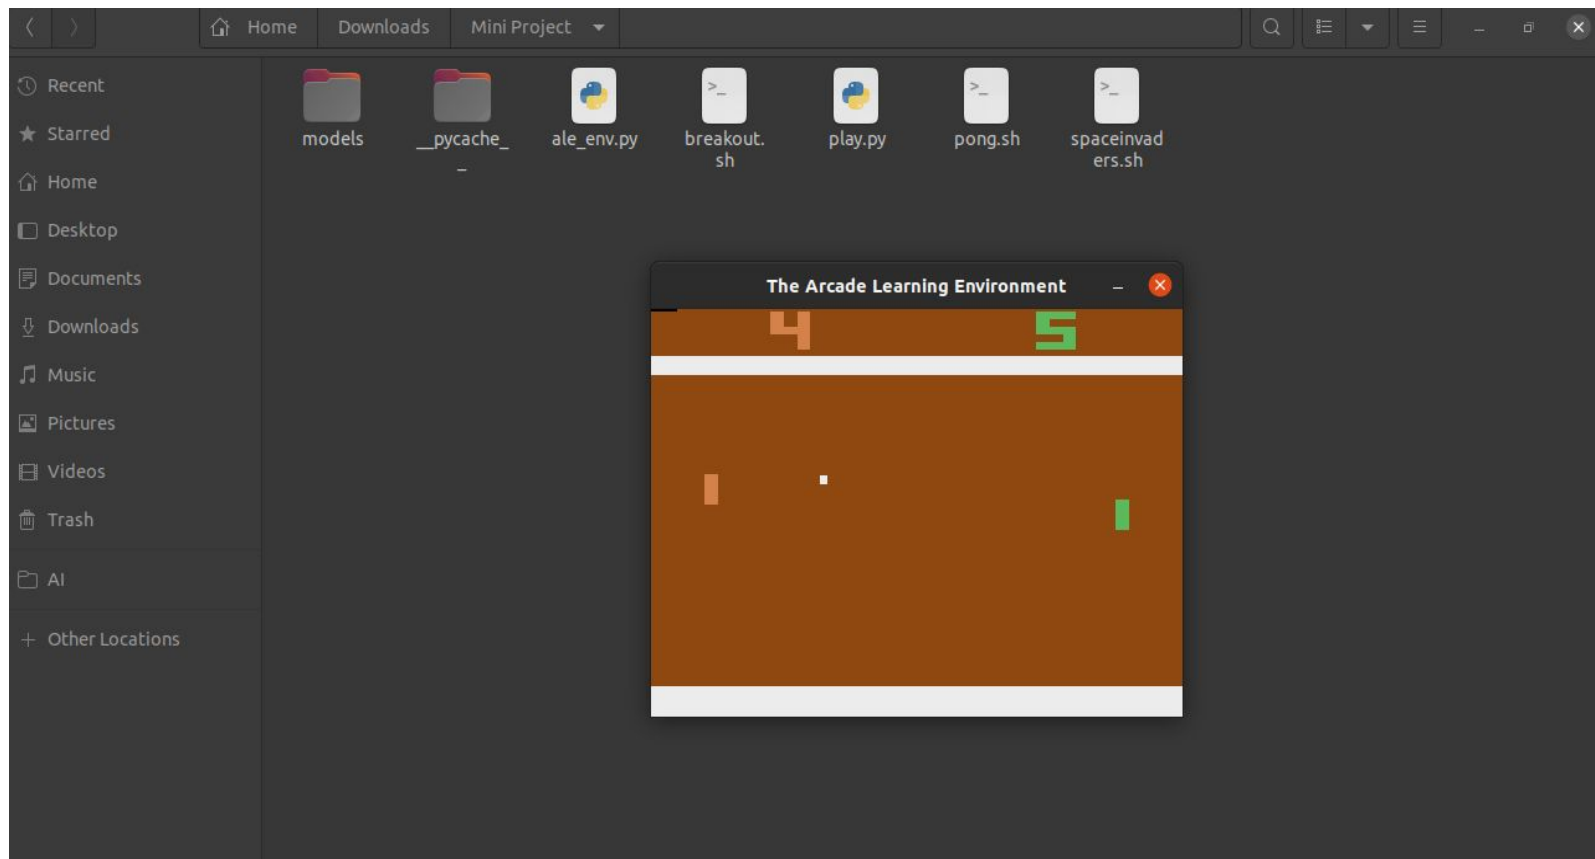 Home Downloads Mini Project
Recent
Starred
Home
Desktop
Documents
Downloads
Music
Pictures
Videos
Trash
AI
Other Locations
models __pycache_ ale_env.py breakout. play.py pong.sh spaceinvad
_ sh ers.sh
The Arcade Learning Environment
4 5